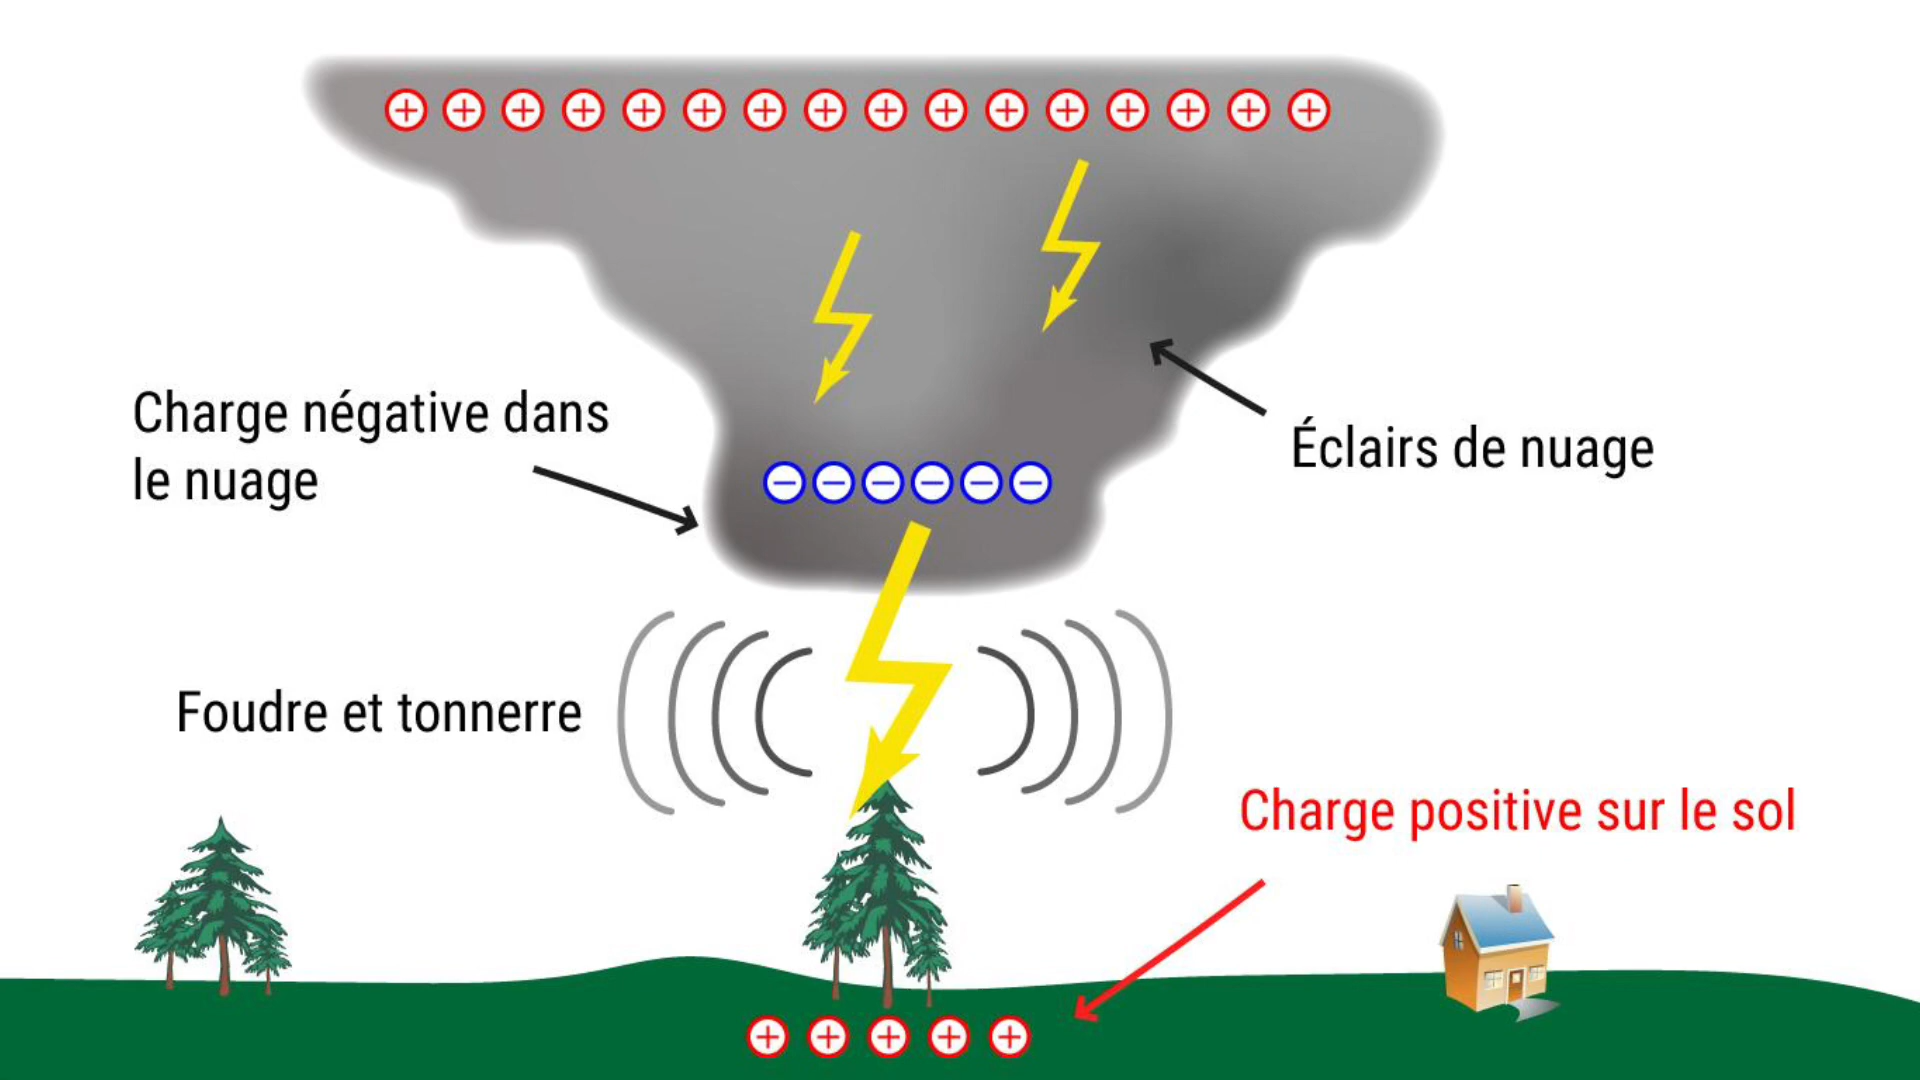 Charge négative dans
le nuage
Éclairs de nuage
Foudre et tonnerre
Charge positive sur le sol